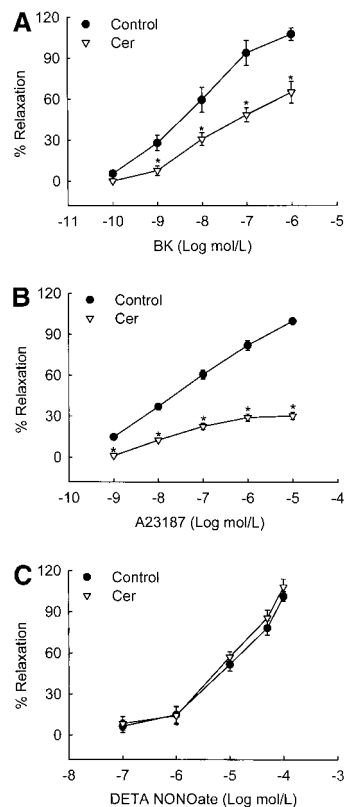 A
Control
Cer
% Relaxation
120
90
60
30
0
* * * *
-11 -10 -9 -8 -7 -6 -5
BK (Log mol/L)
B
Control
Cer
% Relaxation
120
90
60
30
0
* * * * *
-10 -9 -8 -7 -6 -5 -4
A23187 (Log mol/L)
C
Control
Cer
% Relaxation
120
90
60
30
0
-8 -7 -6 -5 -4 -3
DETA NONOate (Log mol/L)